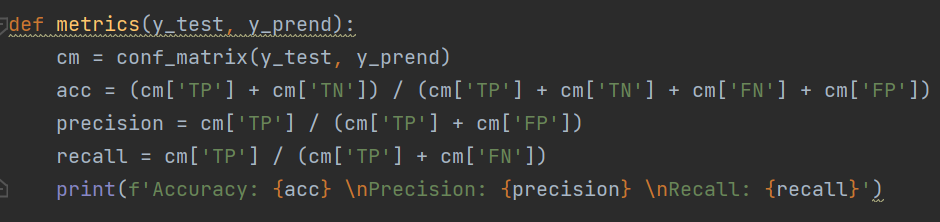 def metrics(y_test, y_prend):
    cm = conf_matrix(y_test, y_prend)
    acc = (cm['TP'] + cm['TN']) / (cm['TP'] + cm['TN'] + cm['FN'] + cm['FP'])
    precision = cm['TP'] / (cm['TP'] + cm['FP'])
    recall = cm['TP'] / (cm['TP'] + cm['FN'])
    print(f'Accuracy: {acc} \nPrecision: {precision} \nRecall: {recall}')